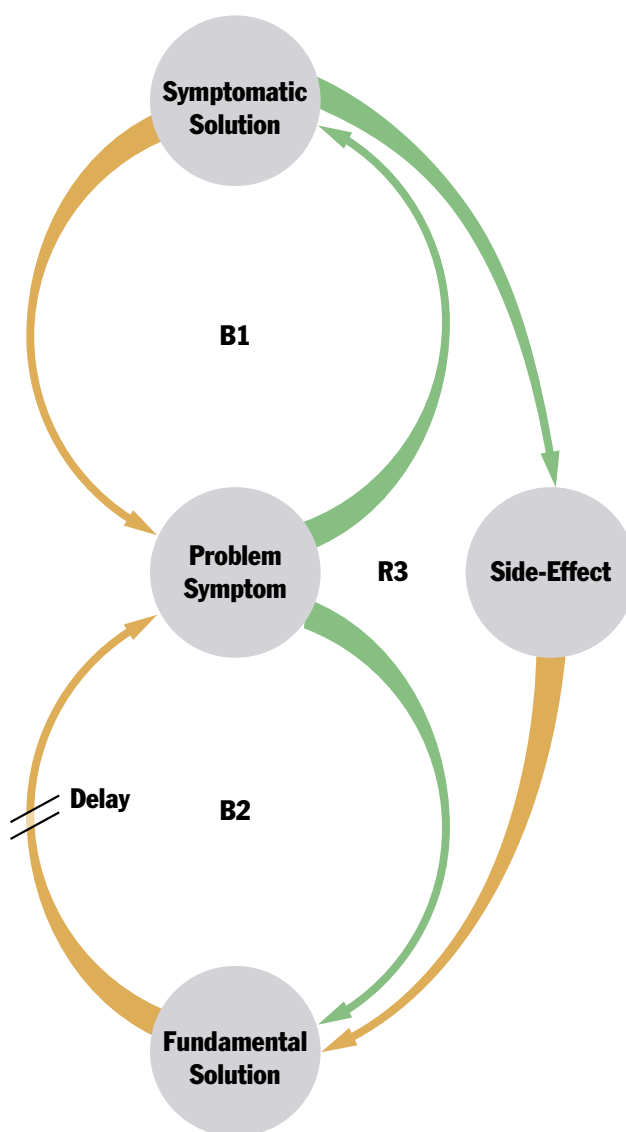 Symptomatic
Solution
B1
Problem
Symptom
R3
Side-Effect
Delay
B2
Fundamental
Solution